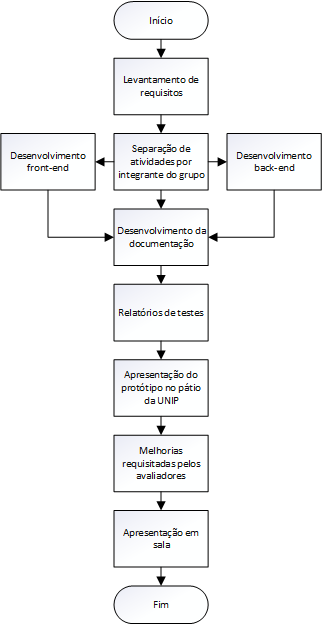 Início
Levantamento de
requisitos
Desenvolvimento
front-end
Separação de
atividades por
integrante do grupo
Desenvolvimento
back-end
Desenvolvimento da
documentação
Relatórios de testes
Apresentação do
protótipo no pátio
da UNIP
Melhorias
requisitadas pelos
avaliadores
Apresentação em
sala
Fim